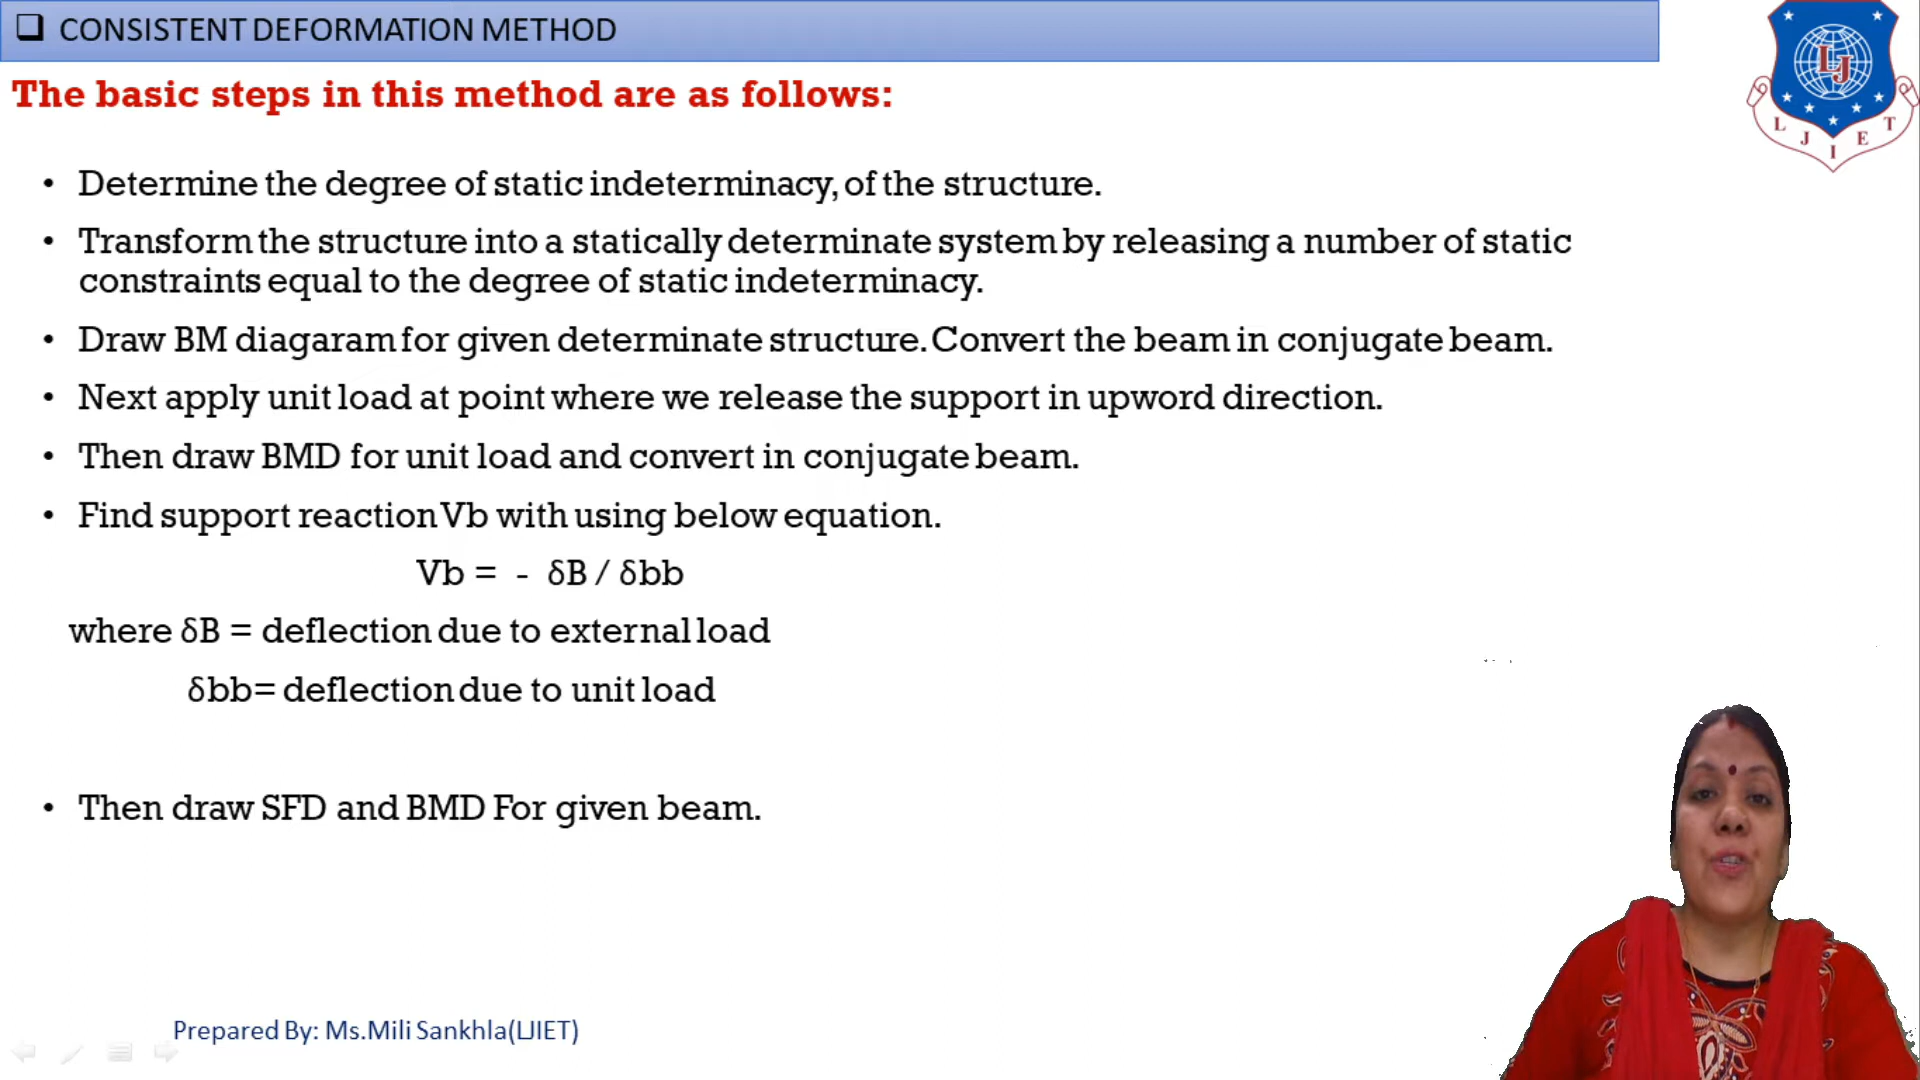 ❑ CONSISTENT DEFORMATION METHOD
The basic steps in this method are as follows:
• Determine the degree of static indeterminacy, of the structure.
• Transform the structure into a statically determinate system by releasing a number of static
constraints equal to the degree of static indeterminacy.
• Draw BM diagaram for given determinate structure. Convert the beam in conjugate beam.
• Next apply unit load at point where we release the support in upword direction.
• Then draw BMD for unit load and convert in conjugate beam.
• Find support reaction Vb with using below equation.
Vb = - δB / δbb
where δB = deflection due to external load
δbb= deflection due to unit load
• Then draw SFD and BMD For given beam.
Prepared By: Ms.Mili Sankhla(LJIET)
LJ
L J I E T